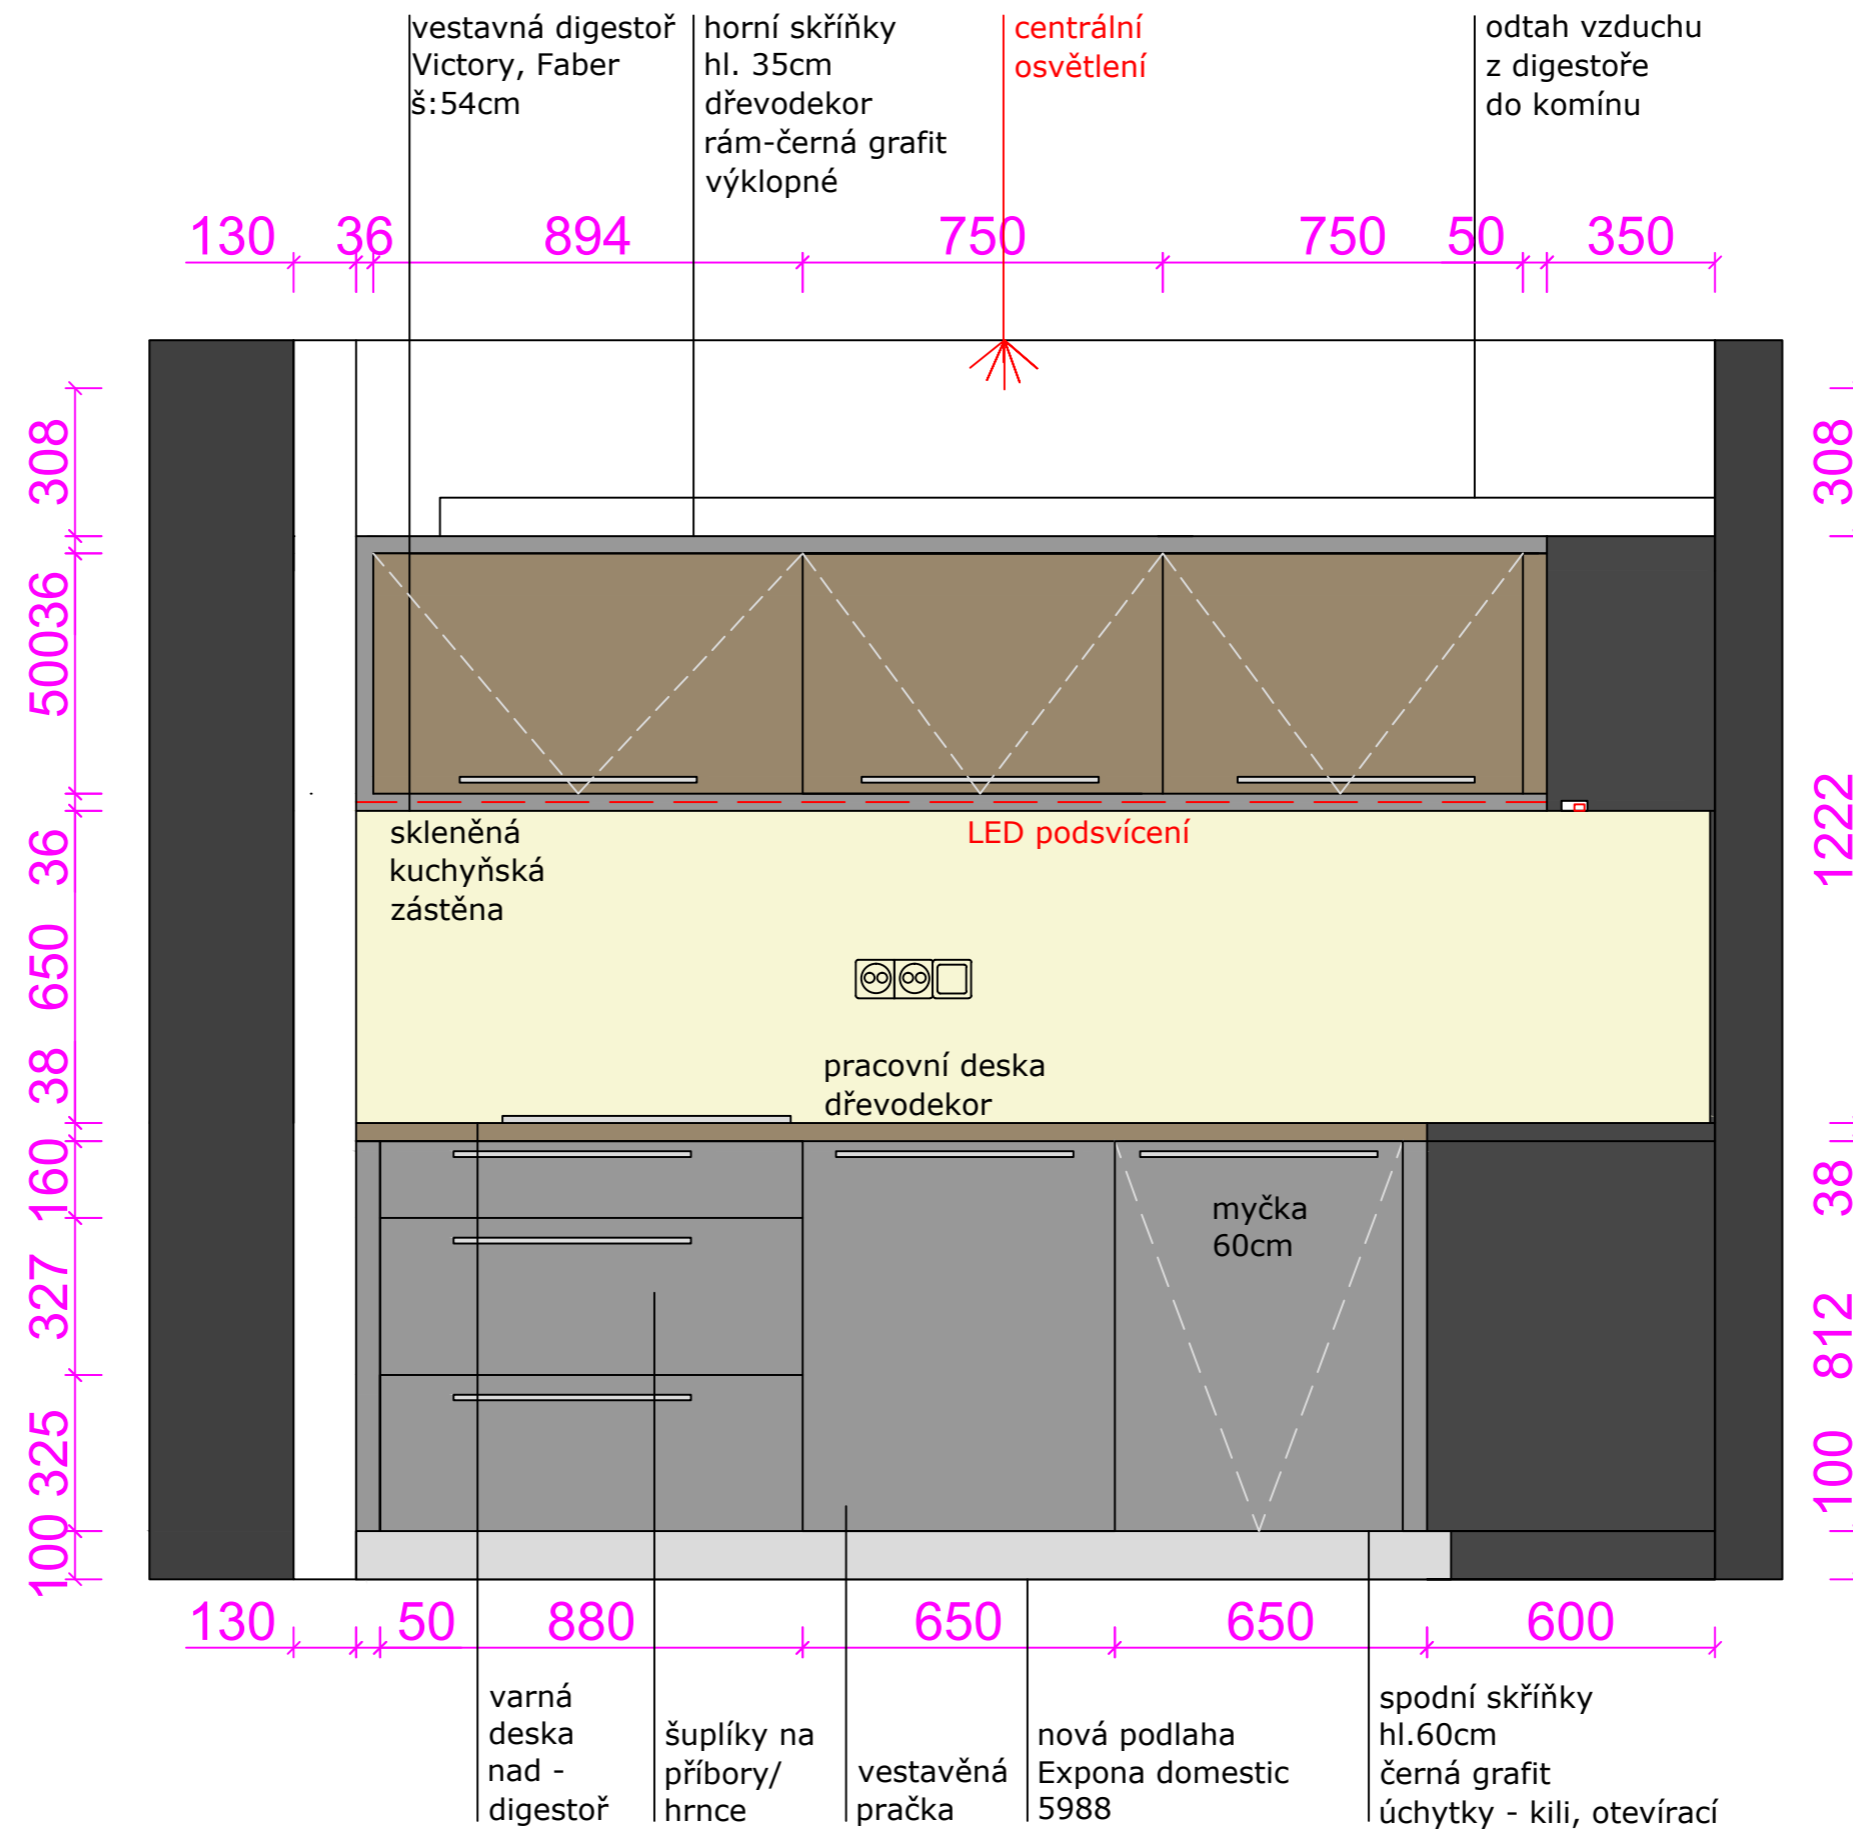 vestavná digestoř
Victory, Faber
š:54cm
horní skříňky
hl. 35cm
dřevodekor
rám-černá grafit
výklopné
centrální
osvětlení
odtah vzduchu
z digestoře
do komínu
130 36 894 750 750 50 350
308
36
500
36
650
38
160
327
325
100
308
1222
38
812
100
skleněná
kuchyňská
zástěna
LED podsvícení
pracovní deska
dřevodekor
myčka
60cm
130 50 880 650 650 600
varná
deska
nad -
digestoř
šuplíky na
příbory/
hrnce
vestavěná
pračka
nová podlaha
Expona domestic
5988
spodní skříňky
hl.60cm
černá grafit
úchytky - kili, otevírací